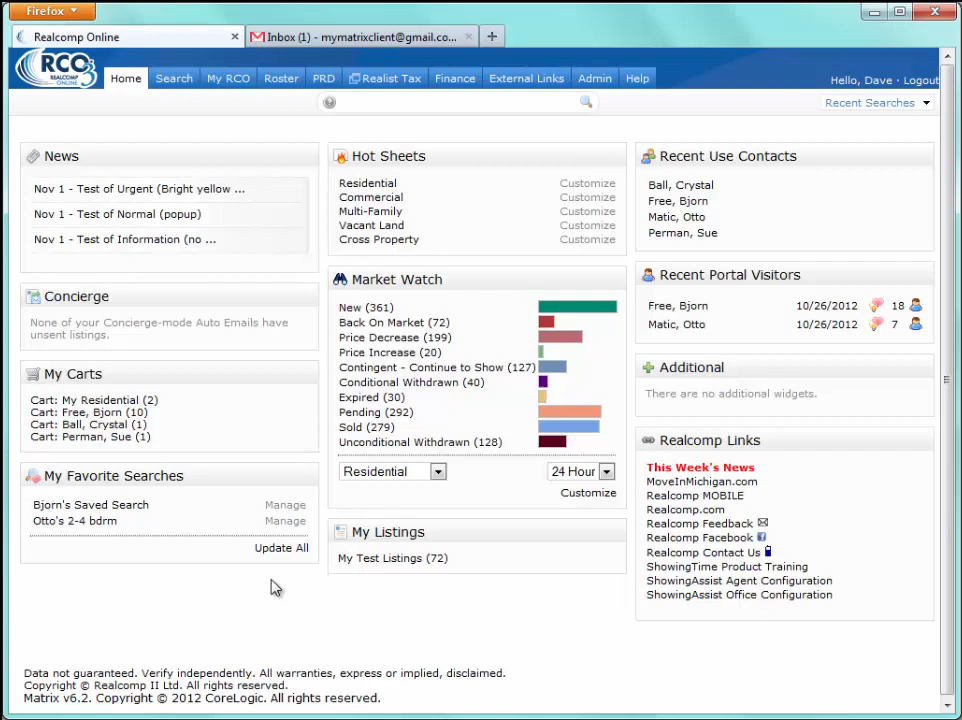 Firefox
Realcomp Online
Inbox (1) - mymatrixclient@gmail.co...
RCO3
REALCOMP
ONLINE
Home
Search
My RCO
Roster
PRD
Realist Tax
Finance
External Links
Admin
Help
Hello, Dave · Logout
Recent Searches
News
Nov 1 - Test of Urgent (Bright yellow ...
Nov 1 - Test of Normal (popup)
Nov 1 - Test of Information (no ...
Concierge
None of your Concierge-mode Auto Emails have
unsent listings.
My Carts
Cart: My Residential (2)
Cart: Free, Bjorn (10)
Cart: Ball, Crystal (1)
Cart: Perman, Sue (1)
My Favorite Searches
Bjorn's Saved Search Manage
Otto's 2-4 bdrm Manage
Update All
Hot Sheets
Residential Customize
Commercial Customize
Multi-Family Customize
Vacant Land Customize
Cross Property Customize
Market Watch
New (361)
Back On Market (72)
Price Decrease (199)
Price Increase (20)
Contingent - Continue to Show (127)
Conditional Withdrawn (40)
Expired (30)
Pending (292)
Sold (279)
Unconditional Withdrawn (128)
Residential 24 Hour
Customize
My Listings
My Test Listings (72)
Recent Use Contacts
Ball, Crystal
Free, Bjorn
Matic, Otto
Perman, Sue
Recent Portal Visitors
Free, Bjorn 10/26/2012 18
Matic, Otto 10/26/2012 7
Additional
There are no additional widgets.
Realcomp Links
This Week's News
MoveInMichigan.com
Realcomp MOBILE
Realcomp.com
Realcomp Feedback
Realcomp Facebook
Realcomp Contact Us
ShowingTime Product Training
ShowingAssist Agent Configuration
ShowingAssist Office Configuration
Data not guaranteed. Verify independently. All warranties, express or implied, disclaimed.
Copyright © Realcomp II Ltd. All rights reserved.
Matrix v6.2. Copyright © 2012 CoreLogic. All rights reserved.